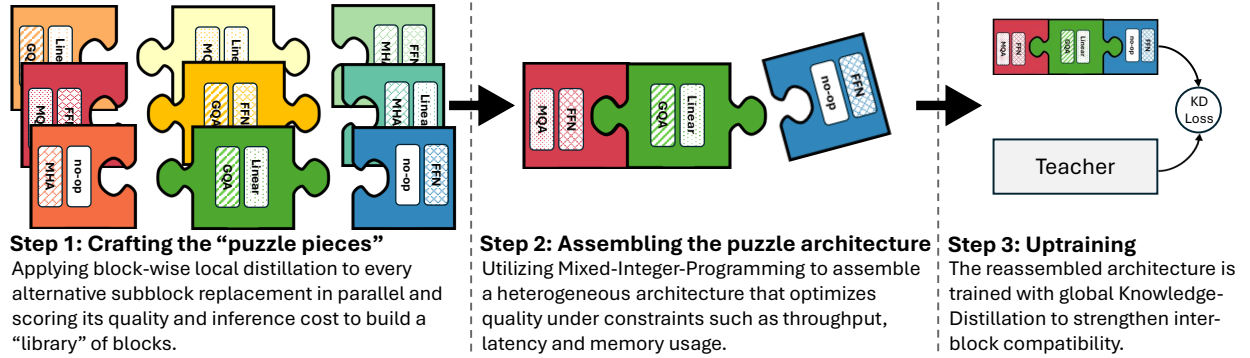 GQA
Linear
MQA
Linear
MHA
FFN
MQA
FFN
GQA
FFN
MHA
Linear
MHA
no-op
GQA
Linear
no-op
FFN
MQA
FFN
GQA
Linear
no-op
FFN
MQA
FFN
GQA
Linear
no-op
FFN
KD
Loss
Teacher
Step 1: Crafting the “puzzle pieces”
Applying block-wise local distillation to every
alternative subblock replacement in parallel and
scoring its quality and inference cost to build a
“library” of blocks.
Step 2: Assembling the puzzle architecture
Utilizing Mixed-Integer-Programming to assemble
a heterogeneous architecture that optimizes
quality under constraints such as throughput,
latency and memory usage.
Step 3: Uptraining
The reassembled architecture is
trained with global Knowledge-
Distillation to strengthen inter-
block compatibility.